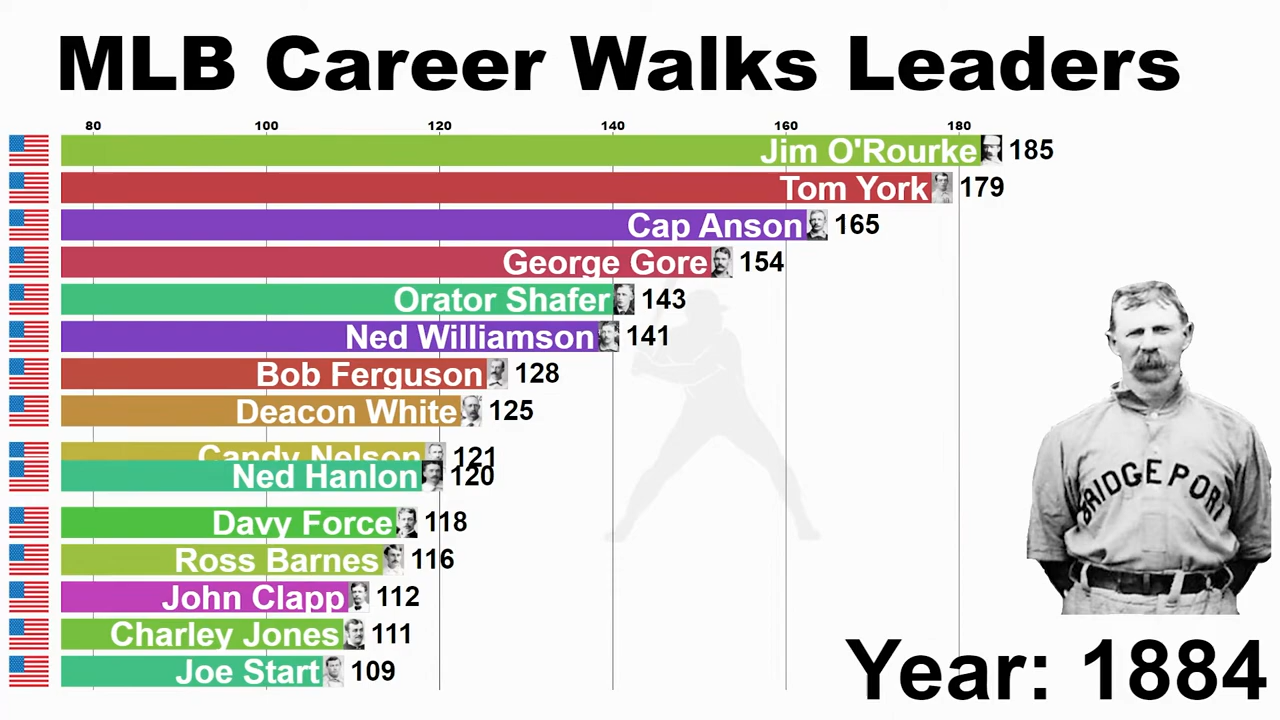 MLB Career Walks Leaders
80 100 120 140 160 180
Jim O'Rourke 185
Tom York 179
Cap Anson 165
George Gore 154
Orator Shafer 143
Ned Williamson 141
Bob Ferguson 128
Deacon White 125
Candy Nelson 121
Ned Hanlon 120
Davy Force 118
Ross Barnes 116
John Clapp 112
Charley Jones 111
Joe Start 109
BRIDGEPORT
Year: 1884